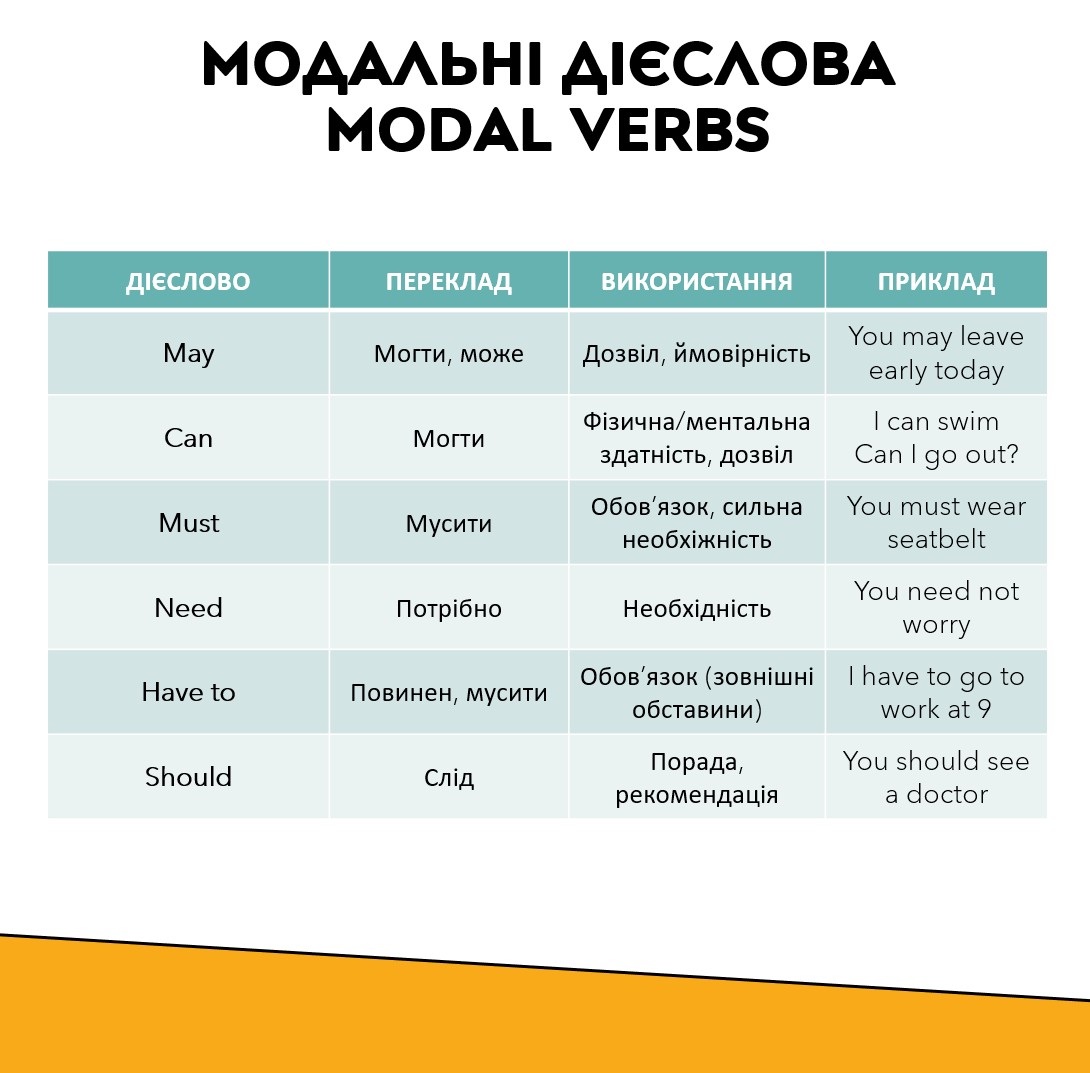 МОДАЛЬНІ ДІЄСЛОВА
MODAL VERBS
ДІЄСЛОВО ПЕРЕКЛАД ВИКОРИСТАННЯ ПРИКЛАД
May Могти, може Дозвіл, ймовірність You may leave
early today
Can Могти Фізична/ментальна
здатність, дозвіл I can swim
Can I go out?
Must Мусити Обов’язок, сильна
необхіжність You must wear
seatbelt
Need Потрібно Необхідність You need not
worry
Have to Повинен, мусити Обов’язок (зовнішні
обставини) I have to go to
work at 9
Should Слід Порада,
рекомендація You should see
a doctor